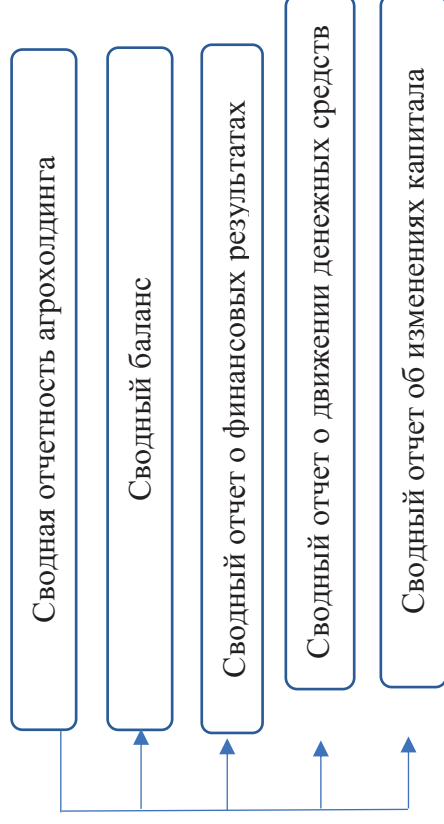 Сводная отчетность агрохолдинга
Сводный баланс
Сводный отчет о финансовых результатах
Сводный отчет о движении денежных средств
Сводный отчет об изменениях капитала